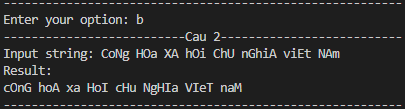 ------------------------------------------------------------
Enter your option: b
---------------------------Cau 2----------------------------
Input string: CoNg HOa XA hOi ChU nGhiA viEt NAm
Result:
cOnG hoA xa HoI cHu NgHIa VIeT naM
------------------------------------------------------------